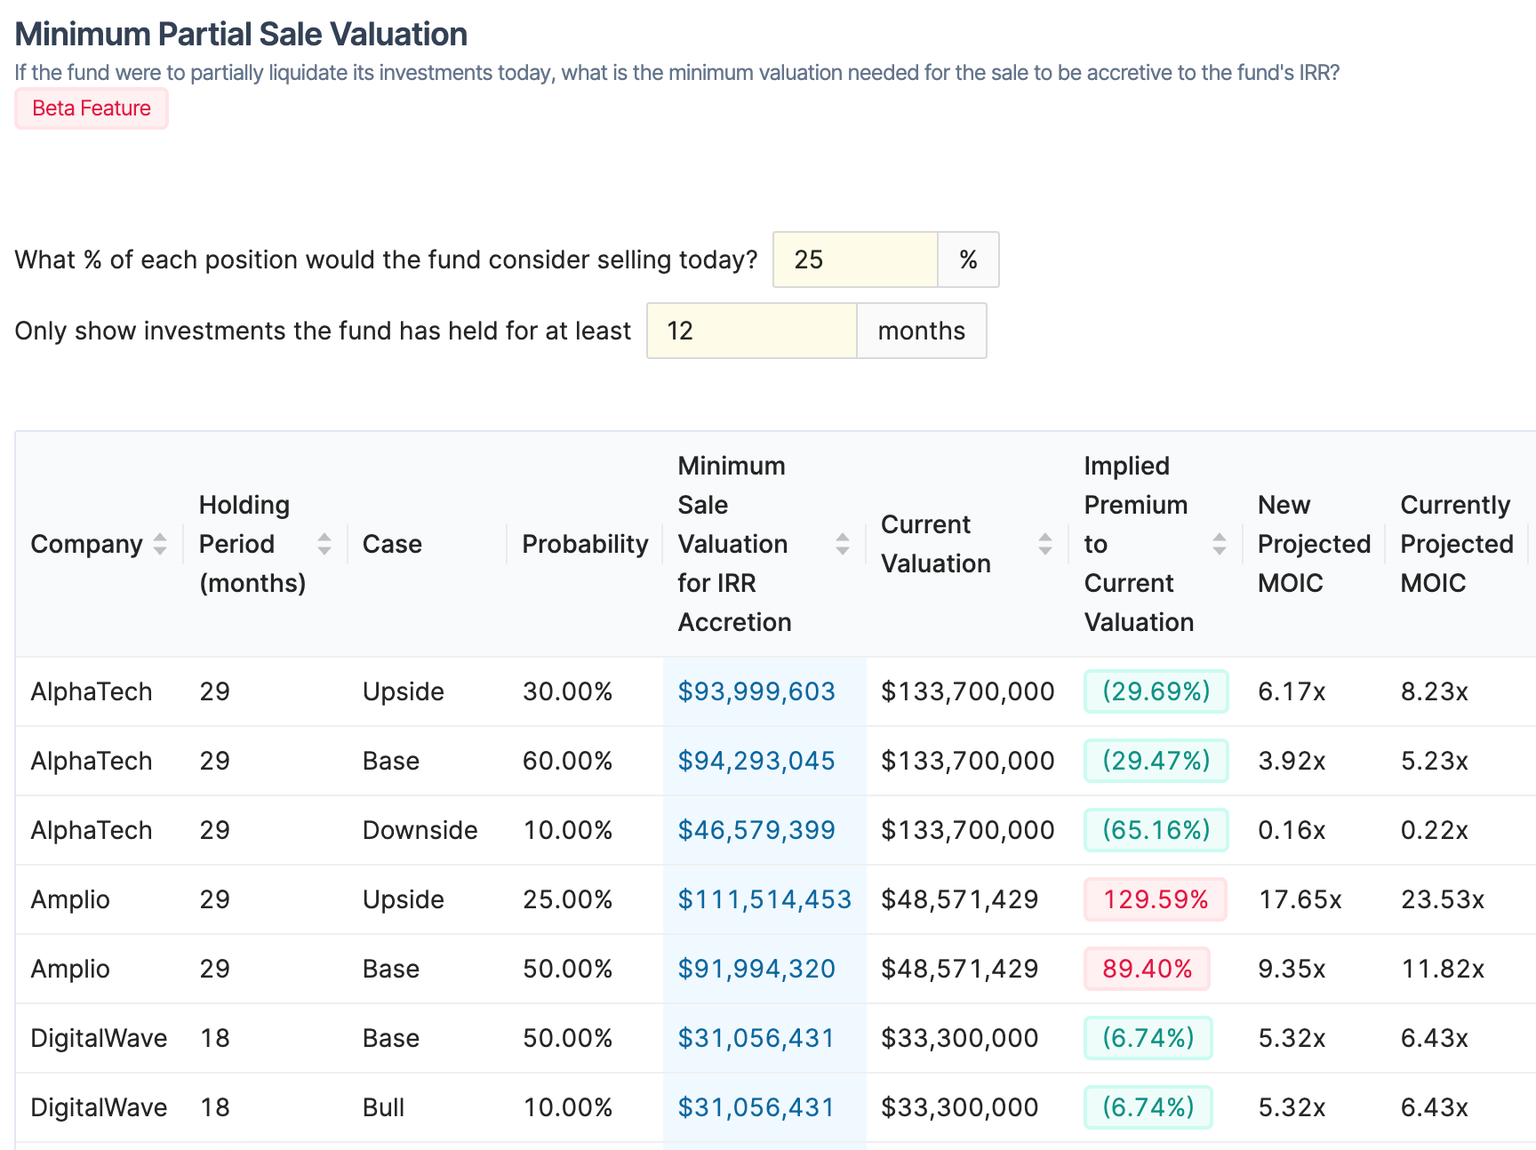 Minimum Partial Sale Valuation
If the fund were to partially liquidate its investments today, what is the minimum valuation needed for the sale to be accretive to the fund's IRR?
Beta Feature
What % of each position would the fund consider selling today? 25 %
Only show investments the fund has held for at least 12 months
Company Holding Period (months) Case Probability Minimum Sale Valuation for IRR Accretion Current Valuation Implied Premium to Current Valuation New Projected MOIC Currently Projected MOIC
AlphaTech 29 Upside 30.00% $93,999,603 $133,700,000 (29.69%) 6.17x 8.23x
AlphaTech 29 Base 60.00% $94,293,045 $133,700,000 (29.47%) 3.92x 5.23x
AlphaTech 29 Downside 10.00% $46,579,399 $133,700,000 (65.16%) 0.16x 0.22x
Amplio 29 Upside 25.00% $111,514,453 $48,571,429 129.59% 17.65x 23.53x
Amplio 29 Base 50.00% $91,994,320 $48,571,429 89.40% 9.35x 11.82x
DigitalWave 18 Base 50.00% $31,056,431 $33,300,000 (6.74%) 5.32x 6.43x
DigitalWave 18 Bull 10.00% $31,056,431 $33,300,000 (6.74%) 5.32x 6.43x